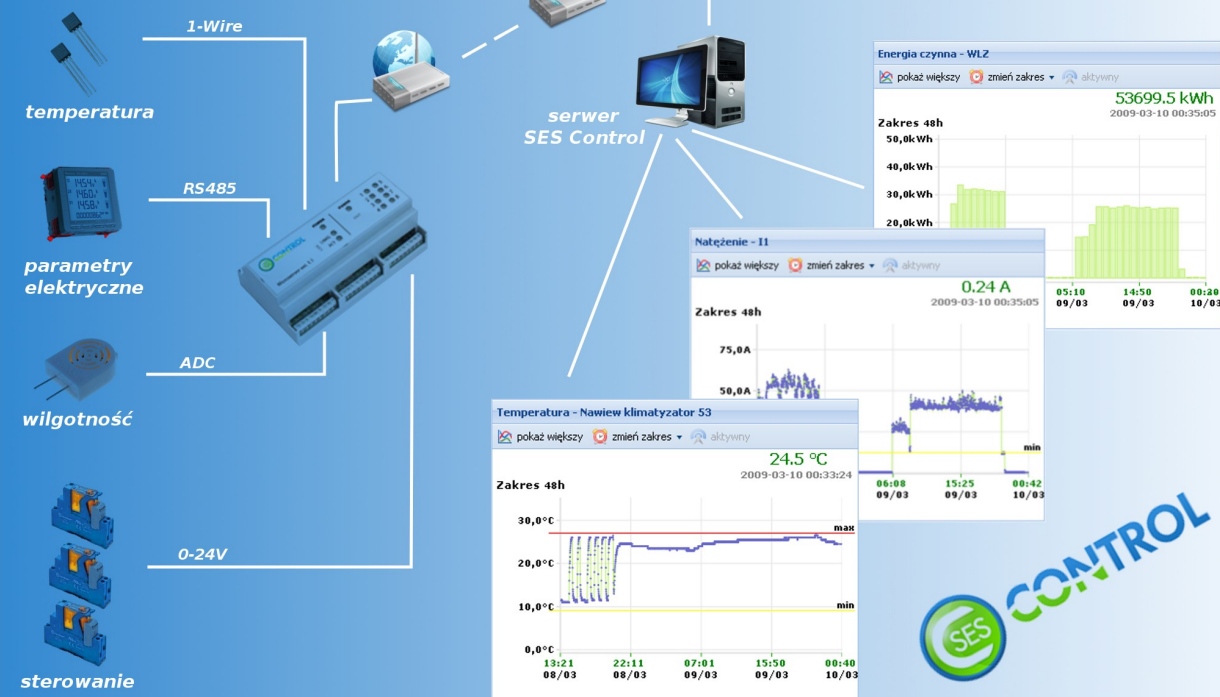 1-Wire
temperatura
RS485
parametry
elektryczne
ADC
wilgotność
0-24V
sterowanie
CONTROL
serwer
SES Control
Energia czynna - WLZ
pokaż większy zmień zakres aktywny
53699.5 kWh
2009-03-10 00:35:05
Zakres 48h
50,0kWh
40,0kWh
30,0kWh
20,0kWh
05:10 14:50 00:30
09/03 09/03 10/03
Natężenie - I1
pokaż większy zmień zakres aktywny
0.24 A
2009-03-10 00:35:05
Zakres 48h
75,0A
50,0A
min
06:08 15:25 00:42
09/03 09/03 10/03
Temperatura - Nawiew klimatyzator 53
pokaż większy zmień zakres aktywny
24.5 °C
2009-03-10 00:33:24
Zakres 48h
30,0°C
max
20,0°C
10,0°C
min
0,0°C
13:21 22:11 07:01 15:50 00:40
08/03 08/03 09/03 09/03 10/03
SES CONTROL